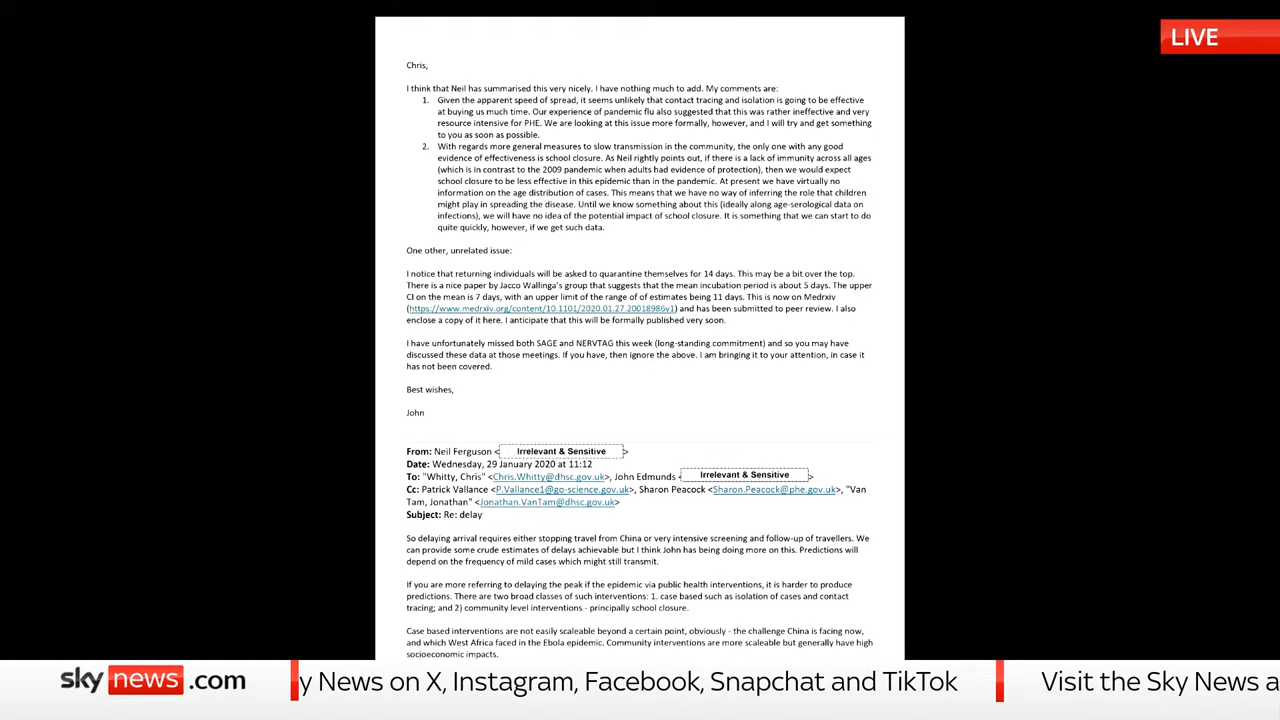 LIVE
Chris,
I think that Neil has summarised this very nicely. I have nothing much to add. My comments are:
1. Given the apparent speed of spread, it seems unlikely that contact tracing and isolation is going to be effective
at buying us much time. Our experience of pandemic flu also suggested that this was rather ineffective and very
resource intensive for PHE. We are looking at this issue more formally, however, and I will try and get something
to you as soon as possible.
2. With regards more general measures to slow transmission in the community, the only one with any good
evidence of effectiveness is school closure. As Neil rightly points out, if there is a lack of immunity across all ages
(which is in contrast to the 2009 pandemic when adults had evidence of protection), then we would expect
school closure to be less effective in this epidemic than in the pandemic. At present we have virtually no
information on the age distribution of cases. This means that we have no way of inferring the role that children
might play in spreading the disease. Until we know something about this (ideally along age-serological data on
infections), we will have no idea of the potential impact of school closure. It is something that we can start to do
quite quickly, however, if we get such data.
One other, unrelated issue:
I notice that returning individuals will be asked to quarantine themselves for 14 days. This may be a bit over the top.
There is a nice paper by Jacco Wallinga's group that suggests that the mean incubation period is about 5 days. The upper
CI on the mean is 7 days, with an upper limit of the range of of estimates being 11 days. This is now on Medrxiv
(https://www.medrxiv.org/content/10.1101/2020.01.27.20018986v1) and has been submitted to peer review. I also
enclose a copy of it here. I anticipate that this will be formally published very soon.
I have unfortunately missed both SAGE and NERVTAG this week (long-standing commitment) and so you may have
discussed these data at those meetings. If you have, then ignore the above. I am bringing it to your attention, in case it
has not been covered.
Best wishes,
John
From: Neil Ferguson < Irrelevant & Sensitive >
Date: Wednesday, 29 January 2020 at 11:12
To: "Whitty, Chris" <Chris.Whitty@dhsc.gov.uk>, John Edmunds < Irrelevant & Sensitive >
Cc: Patrick Vallance <P.Vallance1@go-science.gov.uk>, Sharon Peacock <Sharon.Peacock@phe.gov.uk>, "Van
Tam, Jonathan" <Jonathan.VanTam@dhsc.gov.uk>
Subject: Re: delay
So delaying arrival requires either stopping travel from China or very intensive screening and follow-up of travellers. We
can provide some crude estimates of delays achievable but I think John has being doing more on this. Predictions will
depend on the frequency of mild cases which might still transmit.
If you are more referring to delaying the peak if the epidemic via public health interventions, it is harder to produce
predictions. There are two broad classes of such interventions: 1. case based such as isolation of cases and contact
tracing; and 2) community level interventions - principally school closure.
Case based interventions are not easily scaleable beyond a certain point, obviously - the challenge China is facing now,
and which West Africa faced in the Ebola epidemic. Community interventions are more scaleable but generally have high
socioeconomic impacts.
sky news .com
y News on X, Instagram, Facebook, Snapchat and TikTok
Visit the Sky News a